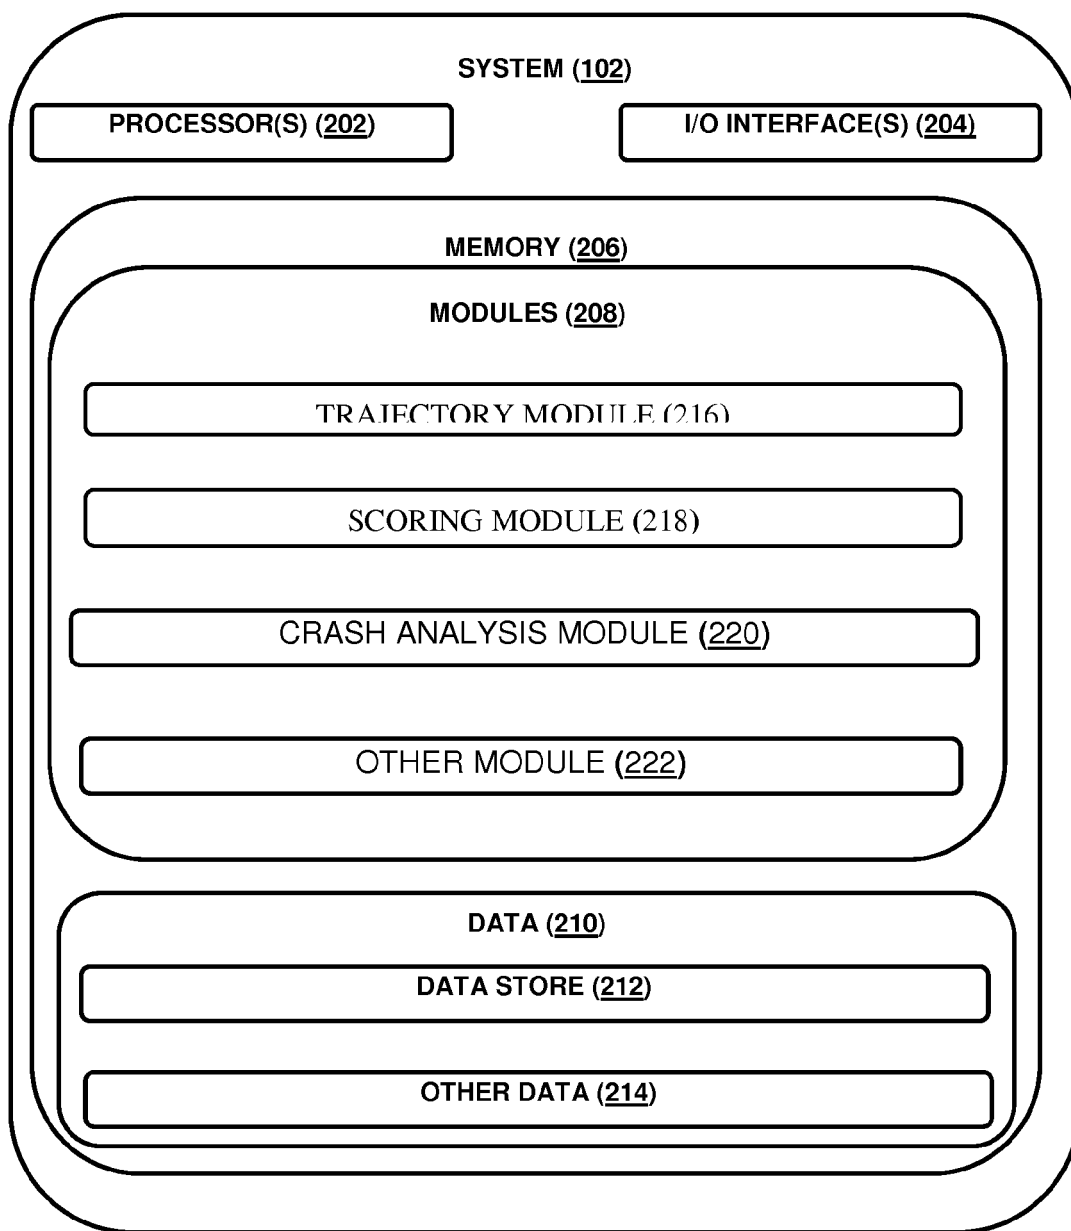 SYSTEM (102)
PROCESSOR(S) (202)
I/O INTERFACE(S) (204)
MEMORY (206)
MODULES (208)
TRAJECTORY MODULE (216)
SCORING MODULE (218)
CRASH ANALYSIS MODULE (220)
OTHER MODULE (222)
DATA (210)
DATA STORE (212)
OTHER DATA (214)